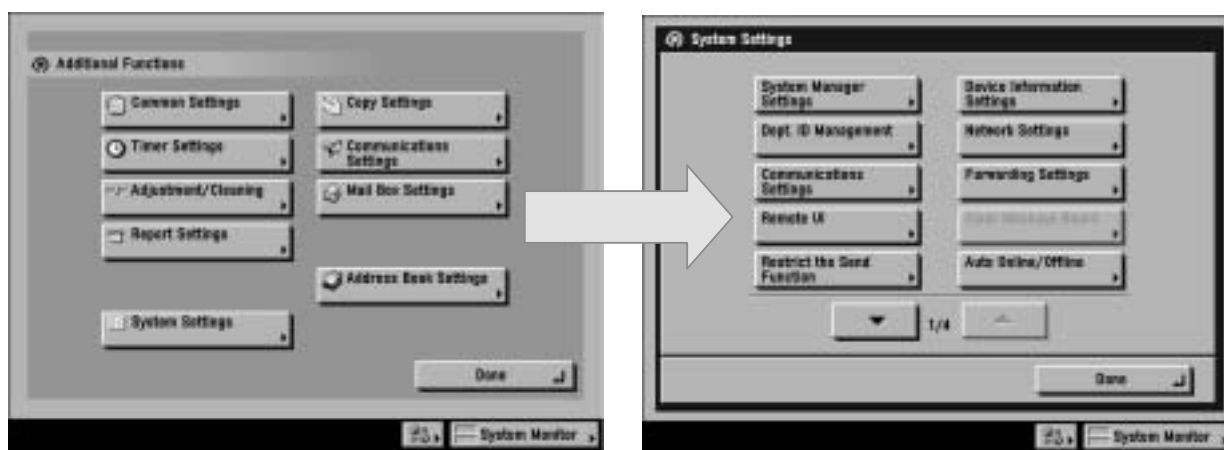 Additional Functions
Common Settings
Copy Settings
Timer Settings
Communications
Settings
Adjustment/Cleaning
Mail Box Settings
Report Settings
Address Book Settings
System Settings
Done
System Monitor
System Settings
System Manager
Settings
Device Information
Settings
Dept. ID Management
Network Settings
Communications
Settings
Forwarding Settings
Remote UI
Restrict the Send
Function
Auto Online/Offline
1/4
Done
System Monitor